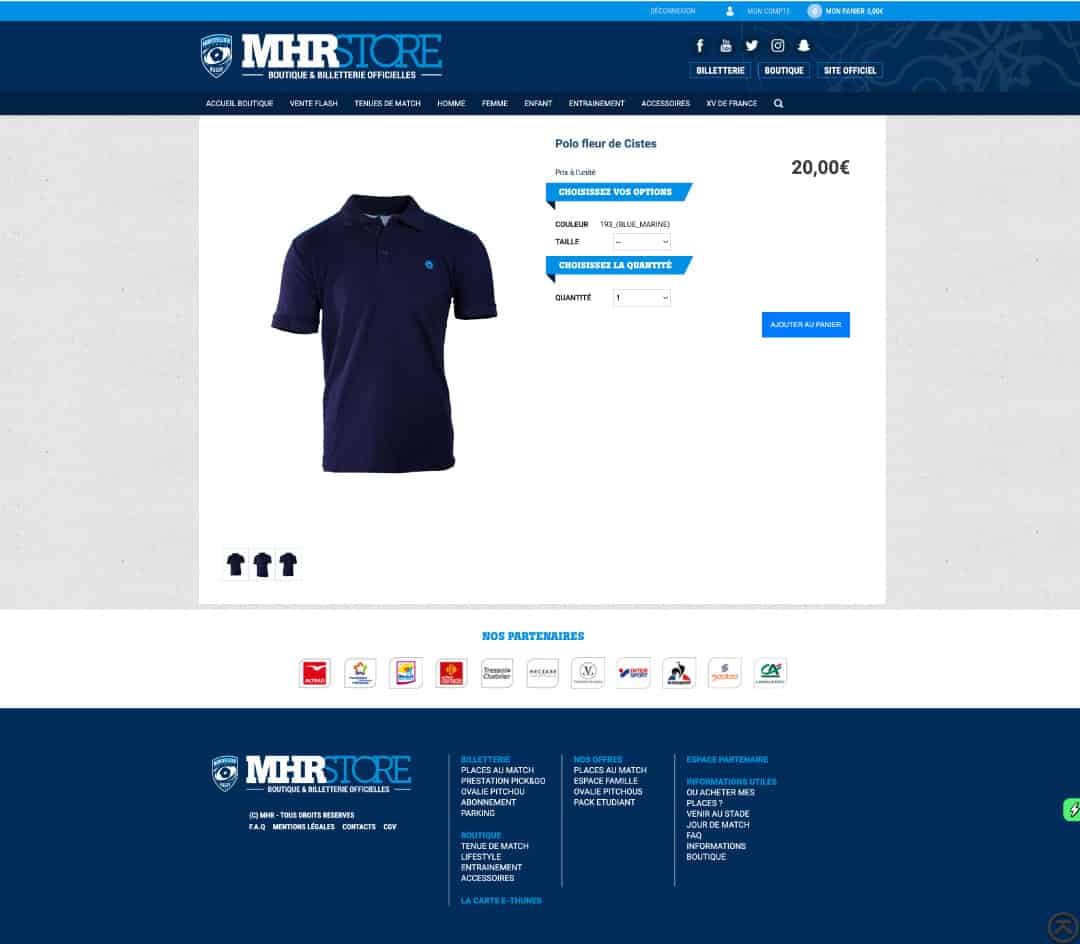 DÉCONNEXION
MON COMPTE
0
MON PANIER 0,00€
MHRSTORE
BOUTIQUE & BILLETTERIE OFFICIELLES
BILLETTERIE
BOUTIQUE
SITE OFFICIEL
ACCUEIL BOUTIQUE
VENTE FLASH
TENUES DE MATCH
HOMME
FEMME
ENFANT
ENTRAINEMENT
ACCESSOIRES
XV DE FRANCE
Polo fleur de Cistes
Prix à l'unité
20,00€
CHOISISSEZ VOS OPTIONS
COULEUR 193_(BLUE_MARINE)
TAILLE --
CHOISISSEZ LA QUANTITÉ
QUANTITÉ 1
AJOUTER AU PANIER
NOS PARTENAIRES
ALTRAD
INTER
SPORT
CA
MHRSTORE
BOUTIQUE & BILLETTERIE OFFICIELLES
(C) MHR - TOUS DROITS RESERVES
F.A.Q MENTIONS LÉGALES CONTACTS CGV
BILLETTERIE
PLACES AU MATCH
PRESTATION PICK&GO
OVALIE PITCHOU
ABONNEMENT
PARKING
BOUTIQUE
TENUE DE MATCH
LIFESTYLE
ENTRAINEMENT
ACCESSOIRES
LA CARTE E-THUNES
NOS OFFRES
PLACES AU MATCH
ESPACE FAMILLE
OVALIE PITCHOUS
PACK ETUDIANT
ESPACE PARTENAIRE
INFORMATIONS UTILES
OU ACHETER MES
PLACES ?
VENIR AU STADE
JOUR DE MATCH
FAQ
INFORMATIONS
BOUTIQUE